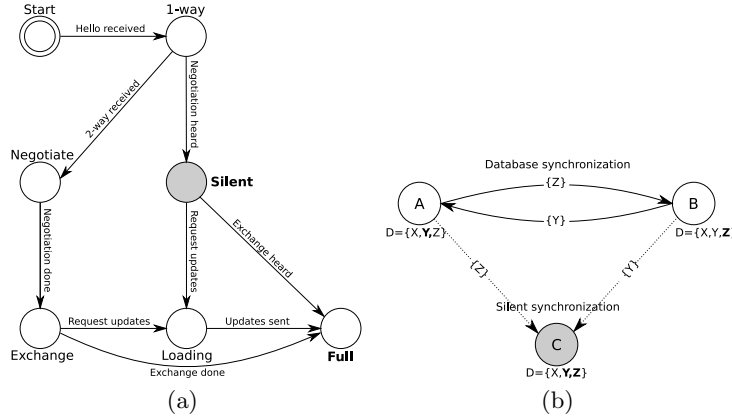 Start
1-way
Hello received
2-way received
Negotiation heard
Negotiate
Silent
Negotiation done
Request updates
Exchange heard
Request updates
Updates sent
Exchange
Loading
Full
Exchange done
(a)
Database synchronization
{Z}
A
B
{Y}
D={X,Y,Z}
D={X,Y,Z}
{Z}
{Y}
Silent synchronization
C
D={X,Y,Z}
(b)